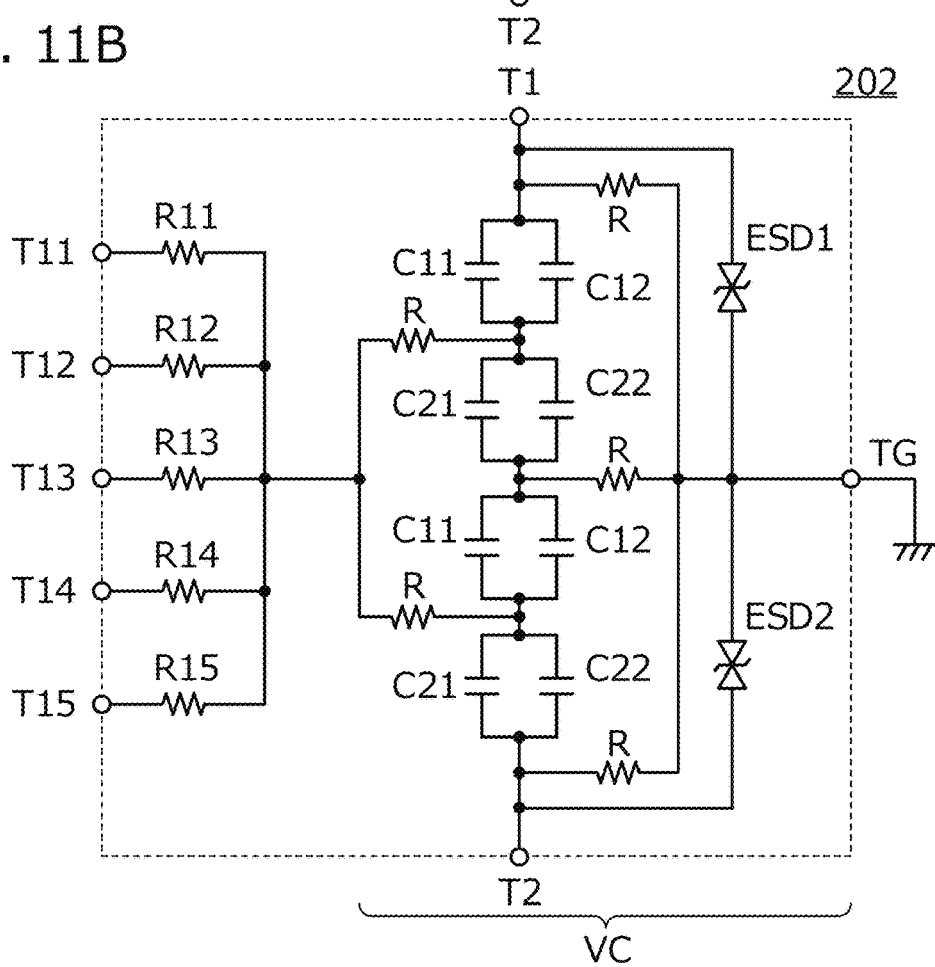 T2
. 11B
T1
202
R11
R
T11
ESD1
C11
C12
R
R12
T12
C22
C21
R13
R
TG
T13
C11
C12
R14
R
T14
ESD2
R15
C22
C21
T15
R
T2
VC